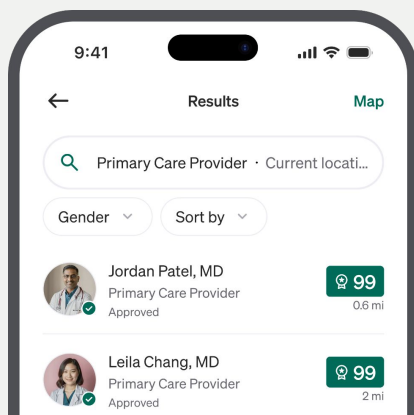 9:41
Results
Map
Primary Care Provider · Current locati...
Gender
Sort by
Jordan Patel, MD
Primary Care Provider
Approved
99
0.6 mi
Leila Chang, MD
Primary Care Provider
Approved
99
2 mi